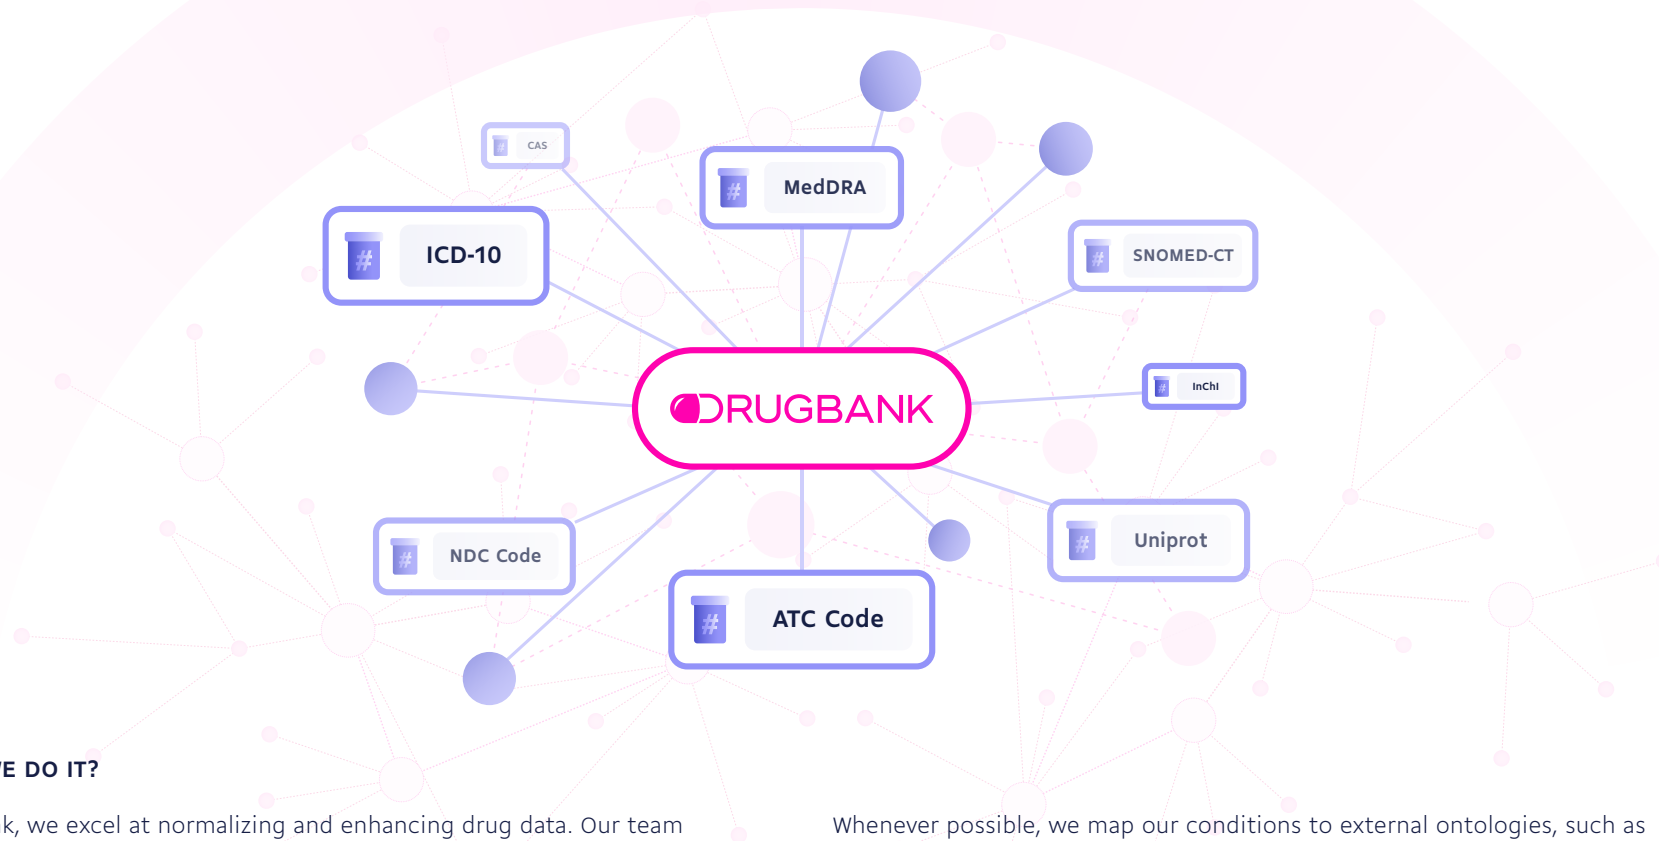 CAS
MedDRA
ICD-10
SNOMED-CT
InChI
DRUGBANK
NDC Code
Uniprot
ATC Code
DO IT?
we excel at normalizing and enhancing drug data. Our team
Whenever possible, we map our conditions to external ontologies, such as